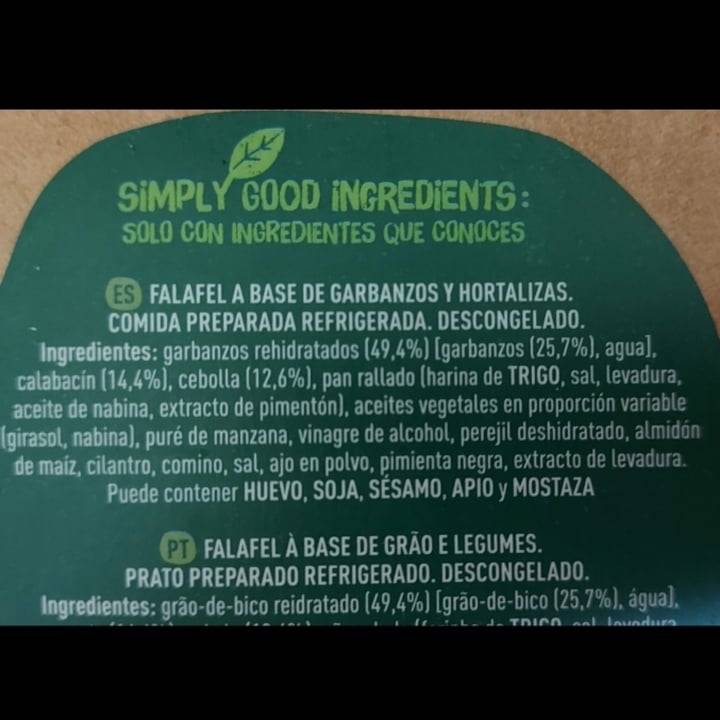 SIMPLY GOOD INGREDIENTS:
SOLO CON INGREDIENTES QUE CONOCES
ES FALAFEL A BASE DE GARBANZOS Y HORTALIZAS.
COMIDA PREPARADA REFRIGERADA. DESCONGELADO.
Ingredientes: garbanzos rehidratados (49,4%) [garbanzos (25,7%), agua],
calabacín (14,4%), cebolla (12,6%), pan rallado (harina de TRIGO, sal, levadura,
aceite de nabina, extracto de pimentón), aceites vegetales en proporción variable
(girasol, nabina), puré de manzana, vinagre de alcohol, perejil deshidratado, almidón
de maíz, cilantro, comino, sal, ajo en polvo, pimienta negra, extracto de levadura.
Puede contener HUEVO, SOJA, SÉSAMO, APIO y MOSTAZA
PT FALAFEL À BASE DE GRÃO E LEGUMES.
PRATO PREPARADO REFRIGERADO. DESCONGELADO.
Ingredientes: grão-de-bico reidratado (49,4%) [grão-de-bico (25,7%), água],
TRIGO, sal, levedura